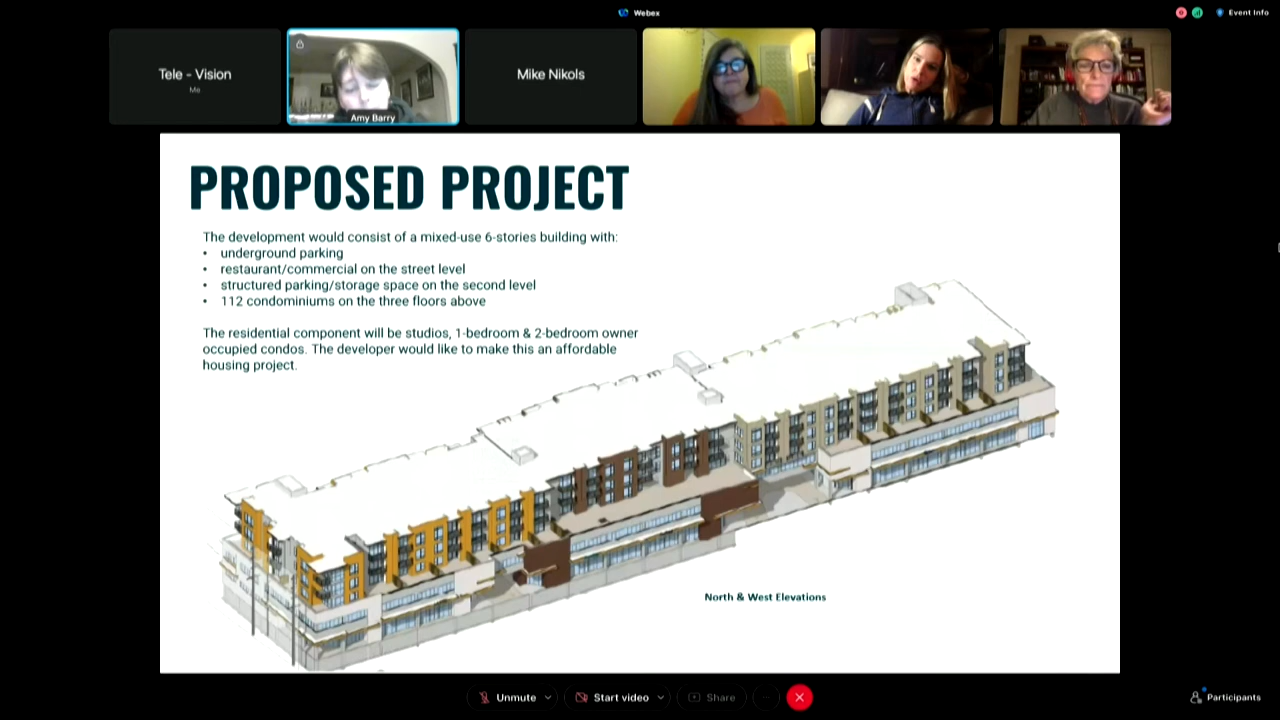 Webex
Event Info
Tele - Vision
Me
Amy Barry
Mike Nikols
PROPOSED PROJECT
The development would consist of a mixed-use 6-stories building with:
• underground parking
• restaurant/commercial on the street level
• structured parking/storage space on the second level
• 112 condominiums on the three floors above
The residential component will be studios, 1-bedroom & 2-bedroom owner
occupied condos. The developer would like to make this an affordable
housing project.
North & West Elevations
Unmute
Start video
Share
Participants